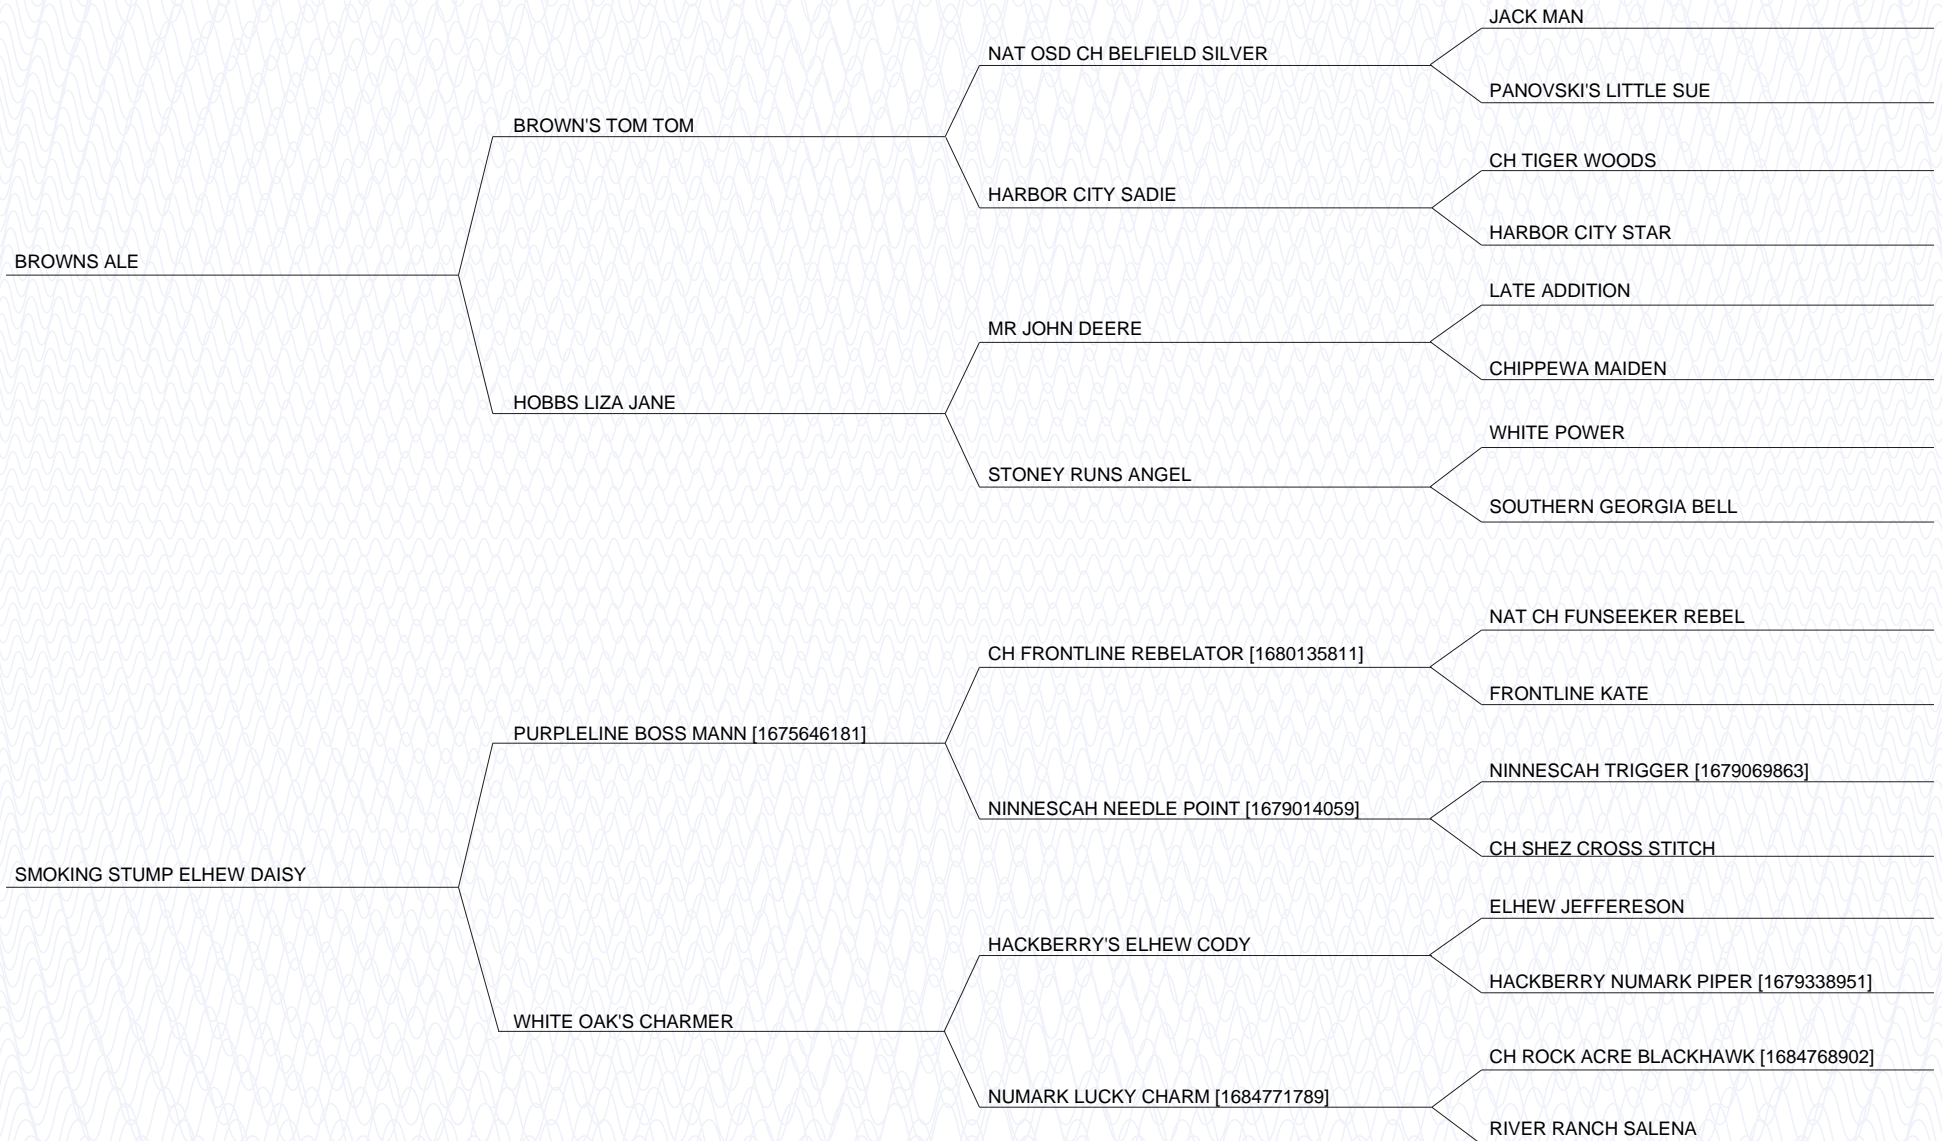 JACK MAN
NAT OSD CH BELFIELD SILVER
PANOVSKI'S LITTLE SUE
BROWN'S TOM TOM
CH TIGER WOODS
HARBOR CITY SADIE
HARBOR CITY STAR
BROWNS ALE
LATE ADDITION
MR JOHN DEERE
CHIPPEWA MAIDEN
HOBBS LIZA JANE
WHITE POWER
STONEY RUNS ANGEL
SOUTHERN GEORGIA BELL
NAT CH FUNSEEKER REBEL
CH FRONTLINE REBELATOR [1680135811]
FRONTLINE KATE
PURPLELINE BOSS MANN [1675646181]
NINNESCAH TRIGGER [1679069863]
NINNESCAH NEEDLE POINT [1679014059]
CH SHEZ CROSS STITCH
SMOKING STUMP ELHEW DAISY
ELHEW JEFFERESON
HACKBERRY'S ELHEW CODY
HACKBERRY NUMARK PIPER [1679338951]
WHITE OAK'S CHARMER
CH ROCK ACRE BLACKHAWK [1684768902]
NUMARK LUCKY CHARM [1684771789]
RIVER RANCH SALENA